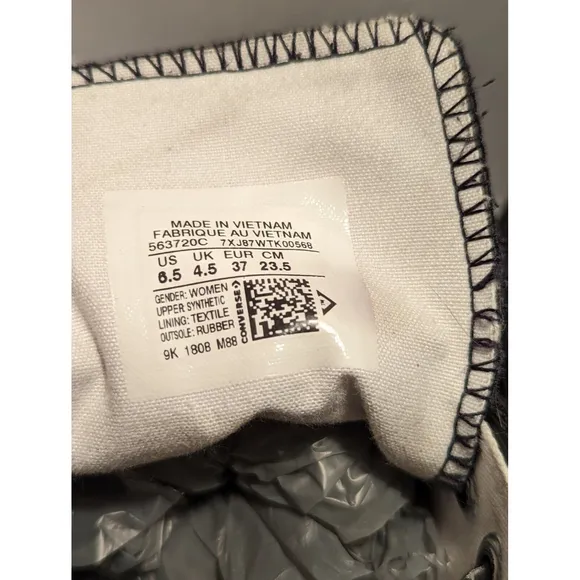 MADE IN VIETNAM
FABRIQUE AU VIETNAM
563720C 7XJ87WTK00568
US UK EUR CM
6.5 4.5 37 23.5
GENDER: WOMEN
UPPER: SYNTHETIC
LINING: TEXTILE
OUTSOLE: RUBBER
9K 1808 M88
CONVERSE